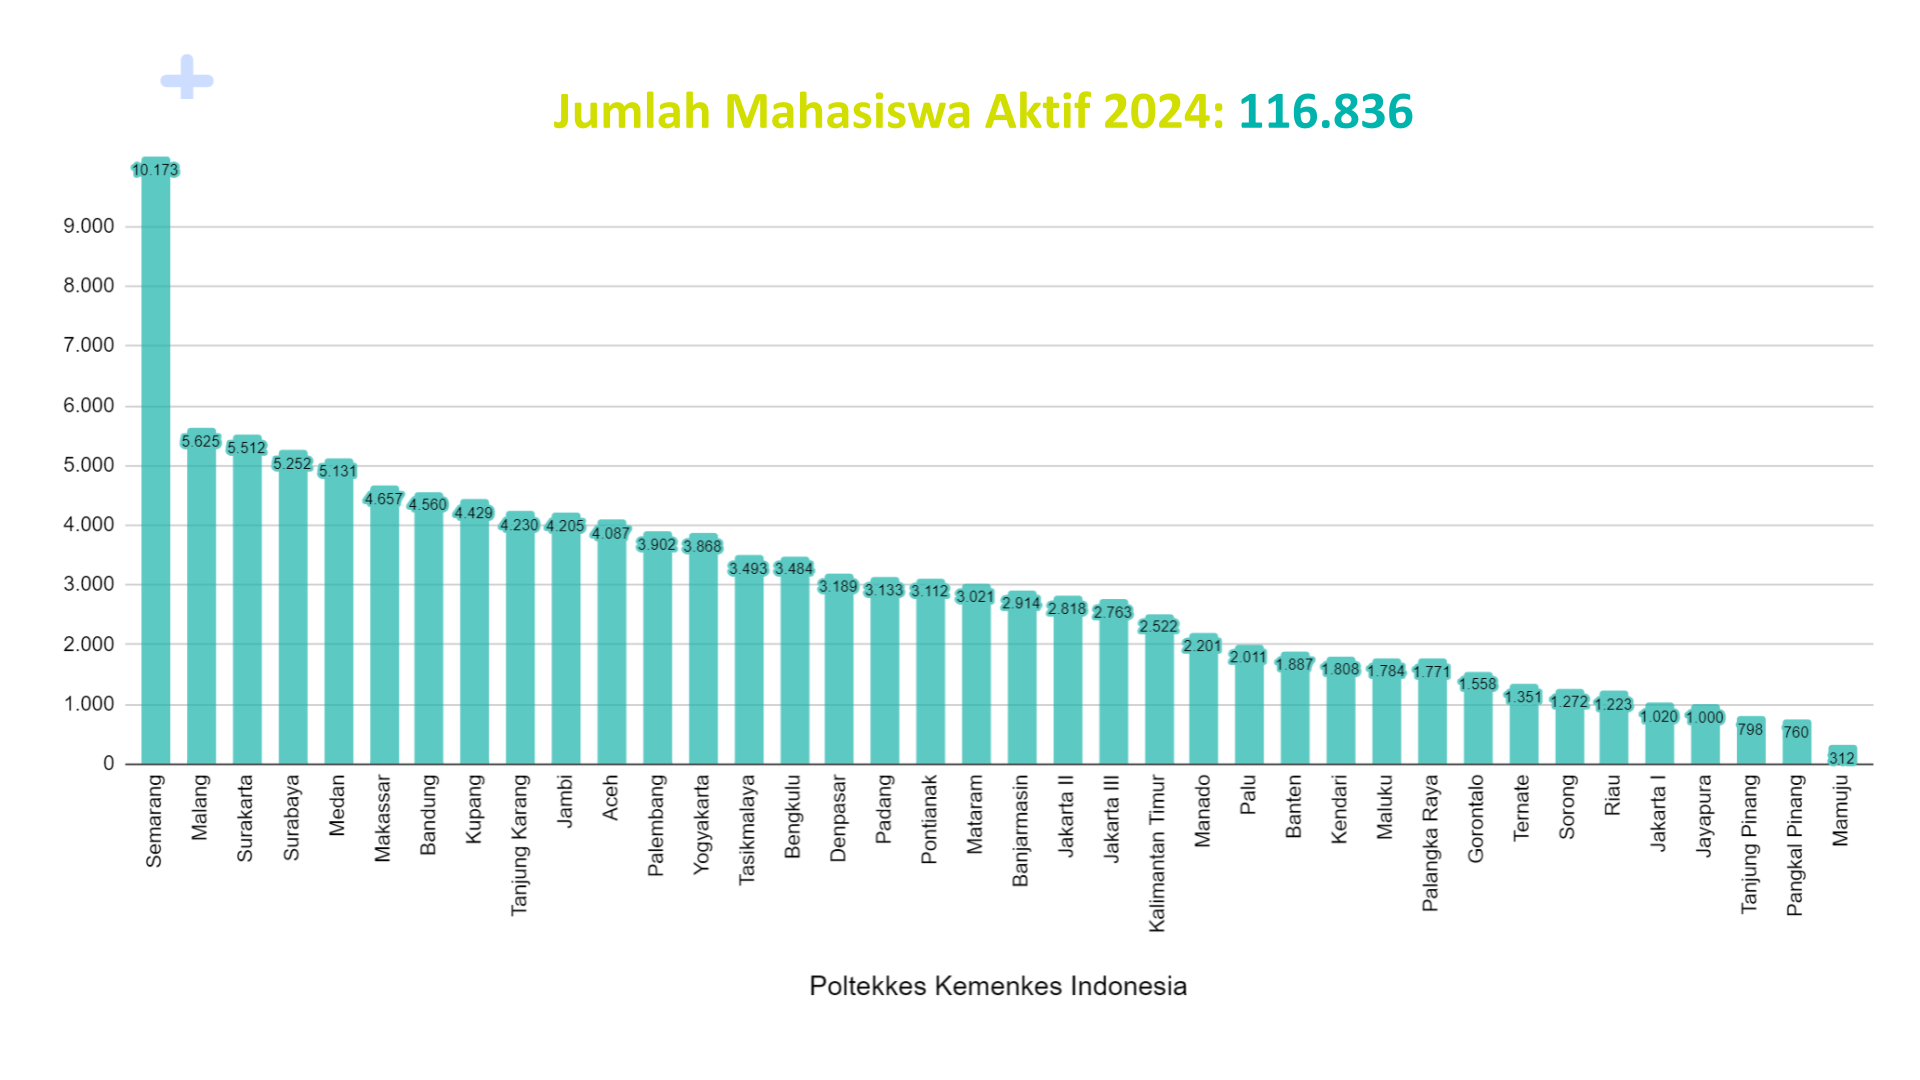 Jumlah Mahasiswa Aktif 2024: 116.836
9.000
8.000
7.000
6.000
5.000
4.000
3.000
2.000
1.000
0
10.173
5.625
5.512
5.252
5.131
4.657
4.560
4.429
4.230
4.205
4.087
3.902
3.868
3.493
3.484
3.189
3.133
3.112
3.021
2.914
2.818
2.763
2.522
2.201
2.011
1.887
1.808
1.784
1.771
1.558
1.351
1.272
1.223
1.020
1.000
798
760
312
Semarang
Malang
Surakarta
Surabaya
Medan
Makassar
Bandung
Kupang
Tanjung Karang
Jambi
Aceh
Palembang
Yogyakarta
Tasikmalaya
Bengkulu
Denpasar
Padang
Pontianak
Mataram
Banjarmasin
Jakarta II
Jakarta III
Kalimantan Timur
Manado
Palu
Banten
Kendari
Maluku
Palangka Raya
Gorontalo
Ternate
Sorong
Riau
Jakarta I
Jayapura
Tanjung Pinang
Pangkal Pinang
Mamuju
Poltekkes Kemenkes Indonesia